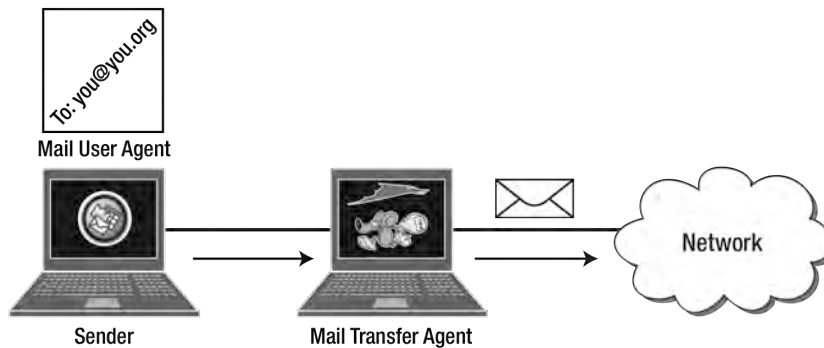 To: you@you.org
Mail User Agent
Network
Sender
Mail Transfer Agent